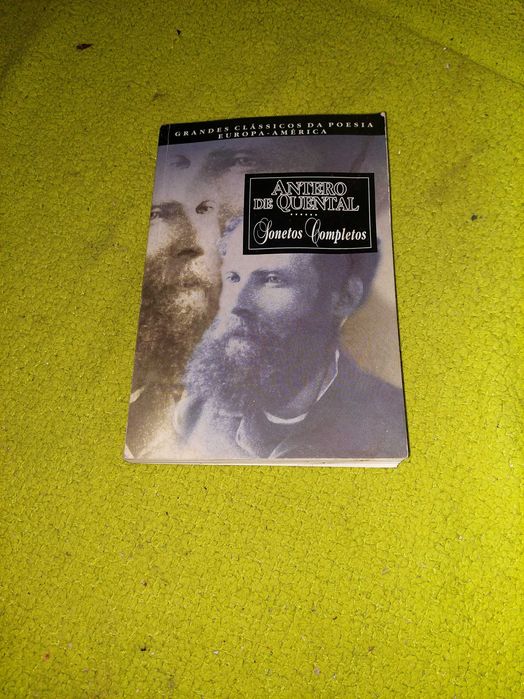 GRANDES CLÁSSICOS DA POESIA
EUROPA-AMÉRICA
ANTERO
DE QUENTAL
Sonetos Completos